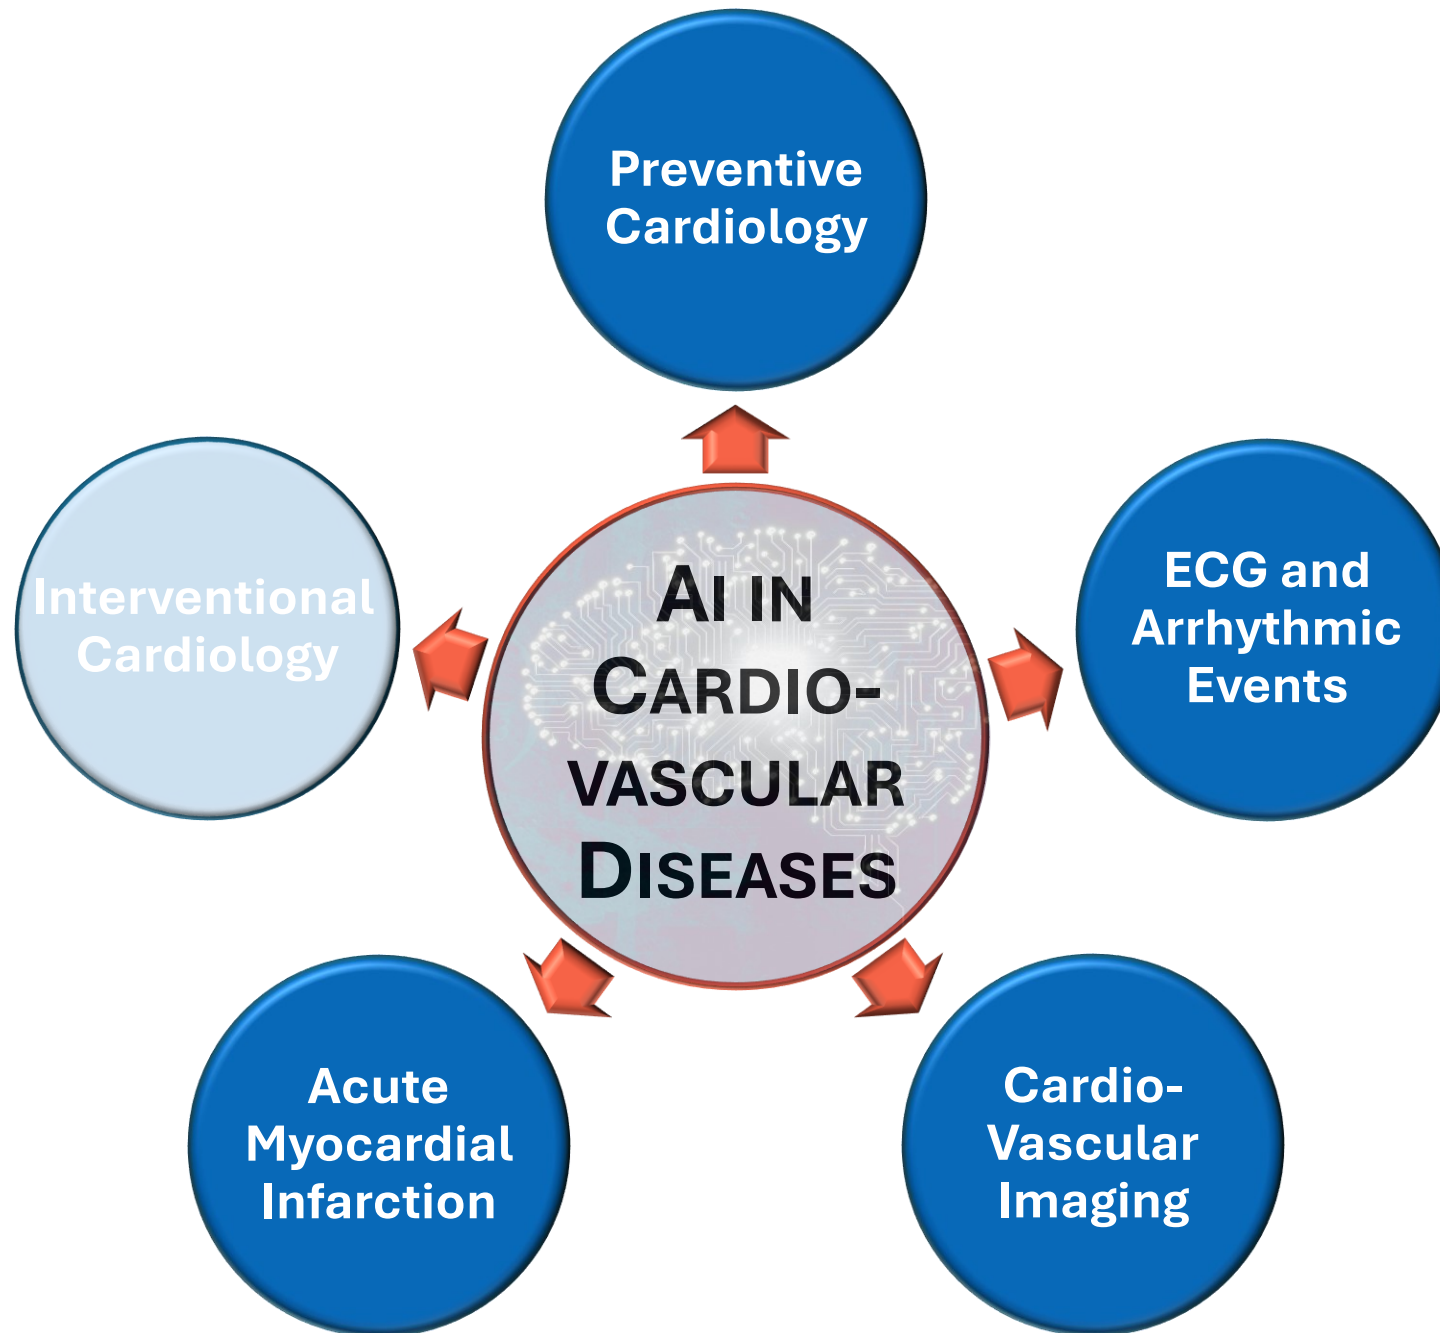 Preventive
Cardiology
Interventional
Cardiology
ECG and
Arrhythmic
Events
AI IN
CARDIO-
VASCULAR
DISEASES
Acute
Myocardial
Infarction
Cardio-
Vascular
Imaging